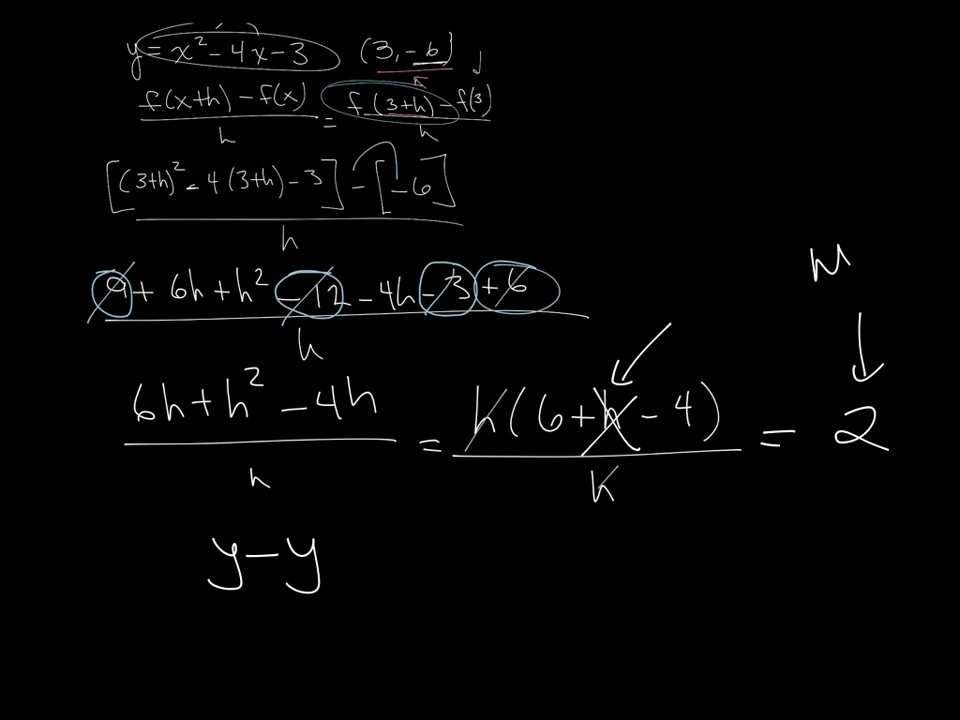 y = x² - 4x - 3 (3, -6)
f(x+h) - f(x) / h = f(3+h) - f(3) / h
[(3+h)² - 4(3+h) - 3] - [-6] / h
9 + 6h + h² - 12 - 4h - 3 + 6 / h
M
6h + h² - 4h / h = h(6 + h - 4) / h = 2
y - y